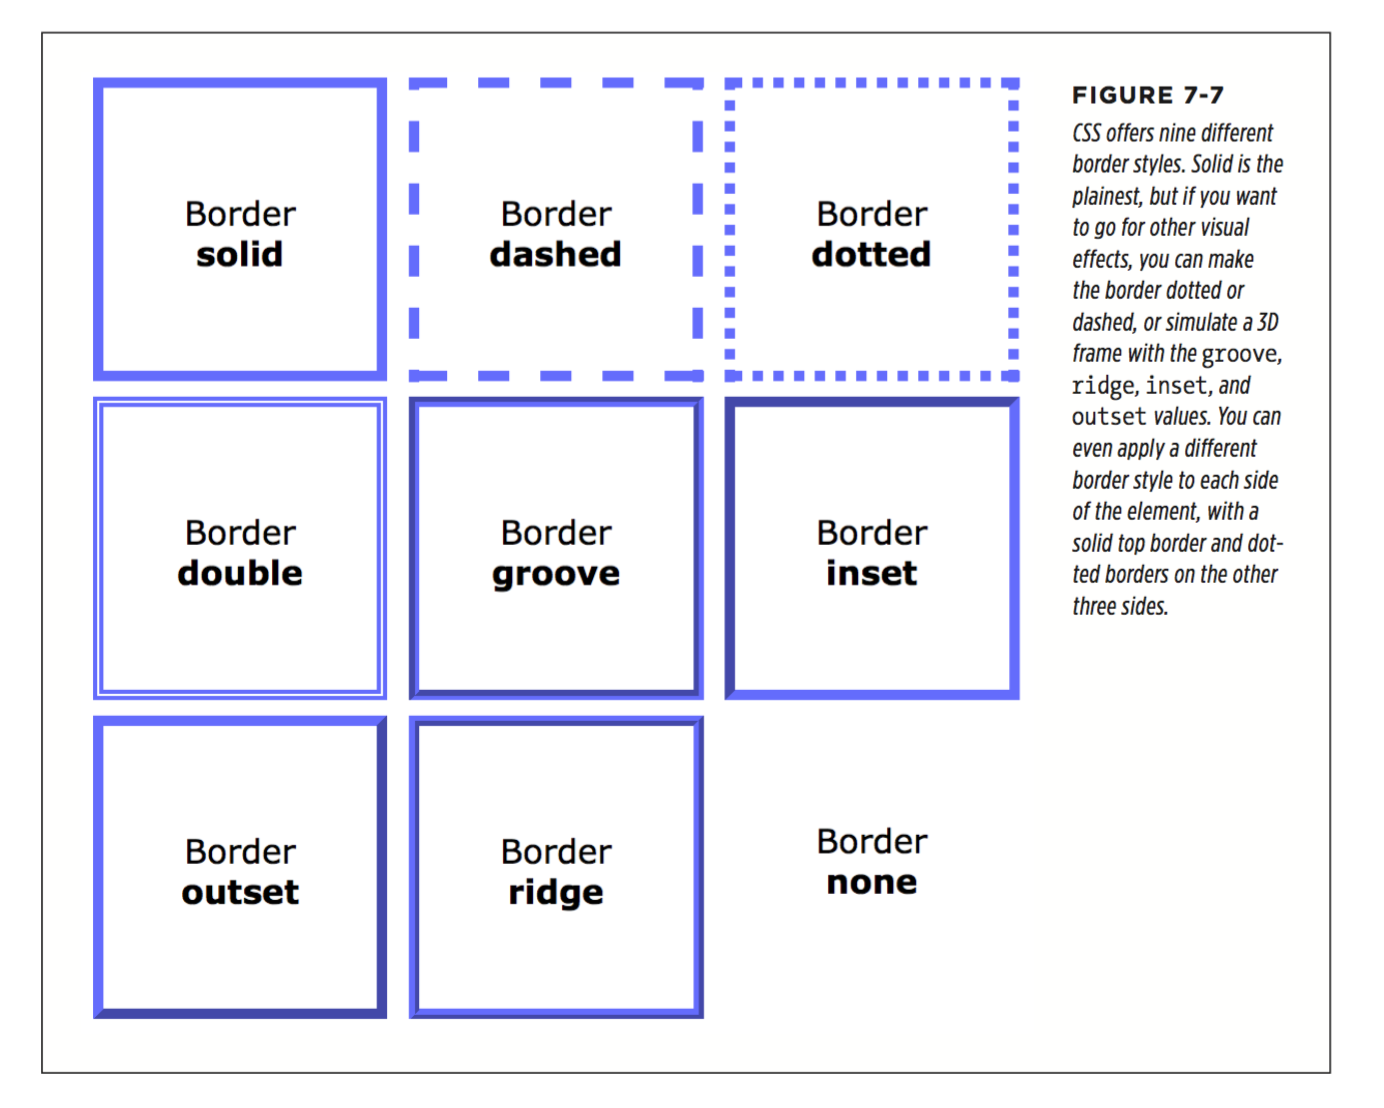 Border
solid
Border
dashed
Border
dotted
Border
double
Border
groove
Border
inset
Border
outset
Border
ridge
Border
none
FIGURE 7-7
CSS offers nine different
border styles. Solid is the
plainest, but if you want
to go for other visual
effects, you can make
the border dotted or
dashed, or simulate a 3D
frame with the groove,
ridge, inset, and
outset values. You can
even apply a different
border style to each side
of the element, with a
solid top border and dot-
ted borders on the other
three sides.